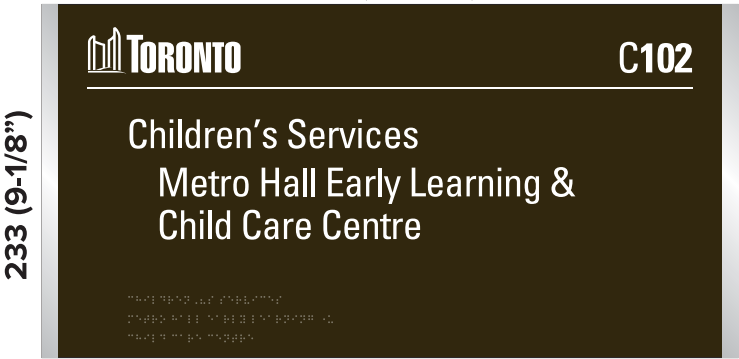 TORONTO
C102
Children's Services
Metro Hall Early Learning &
Child Care Centre
233 (9-1/8")